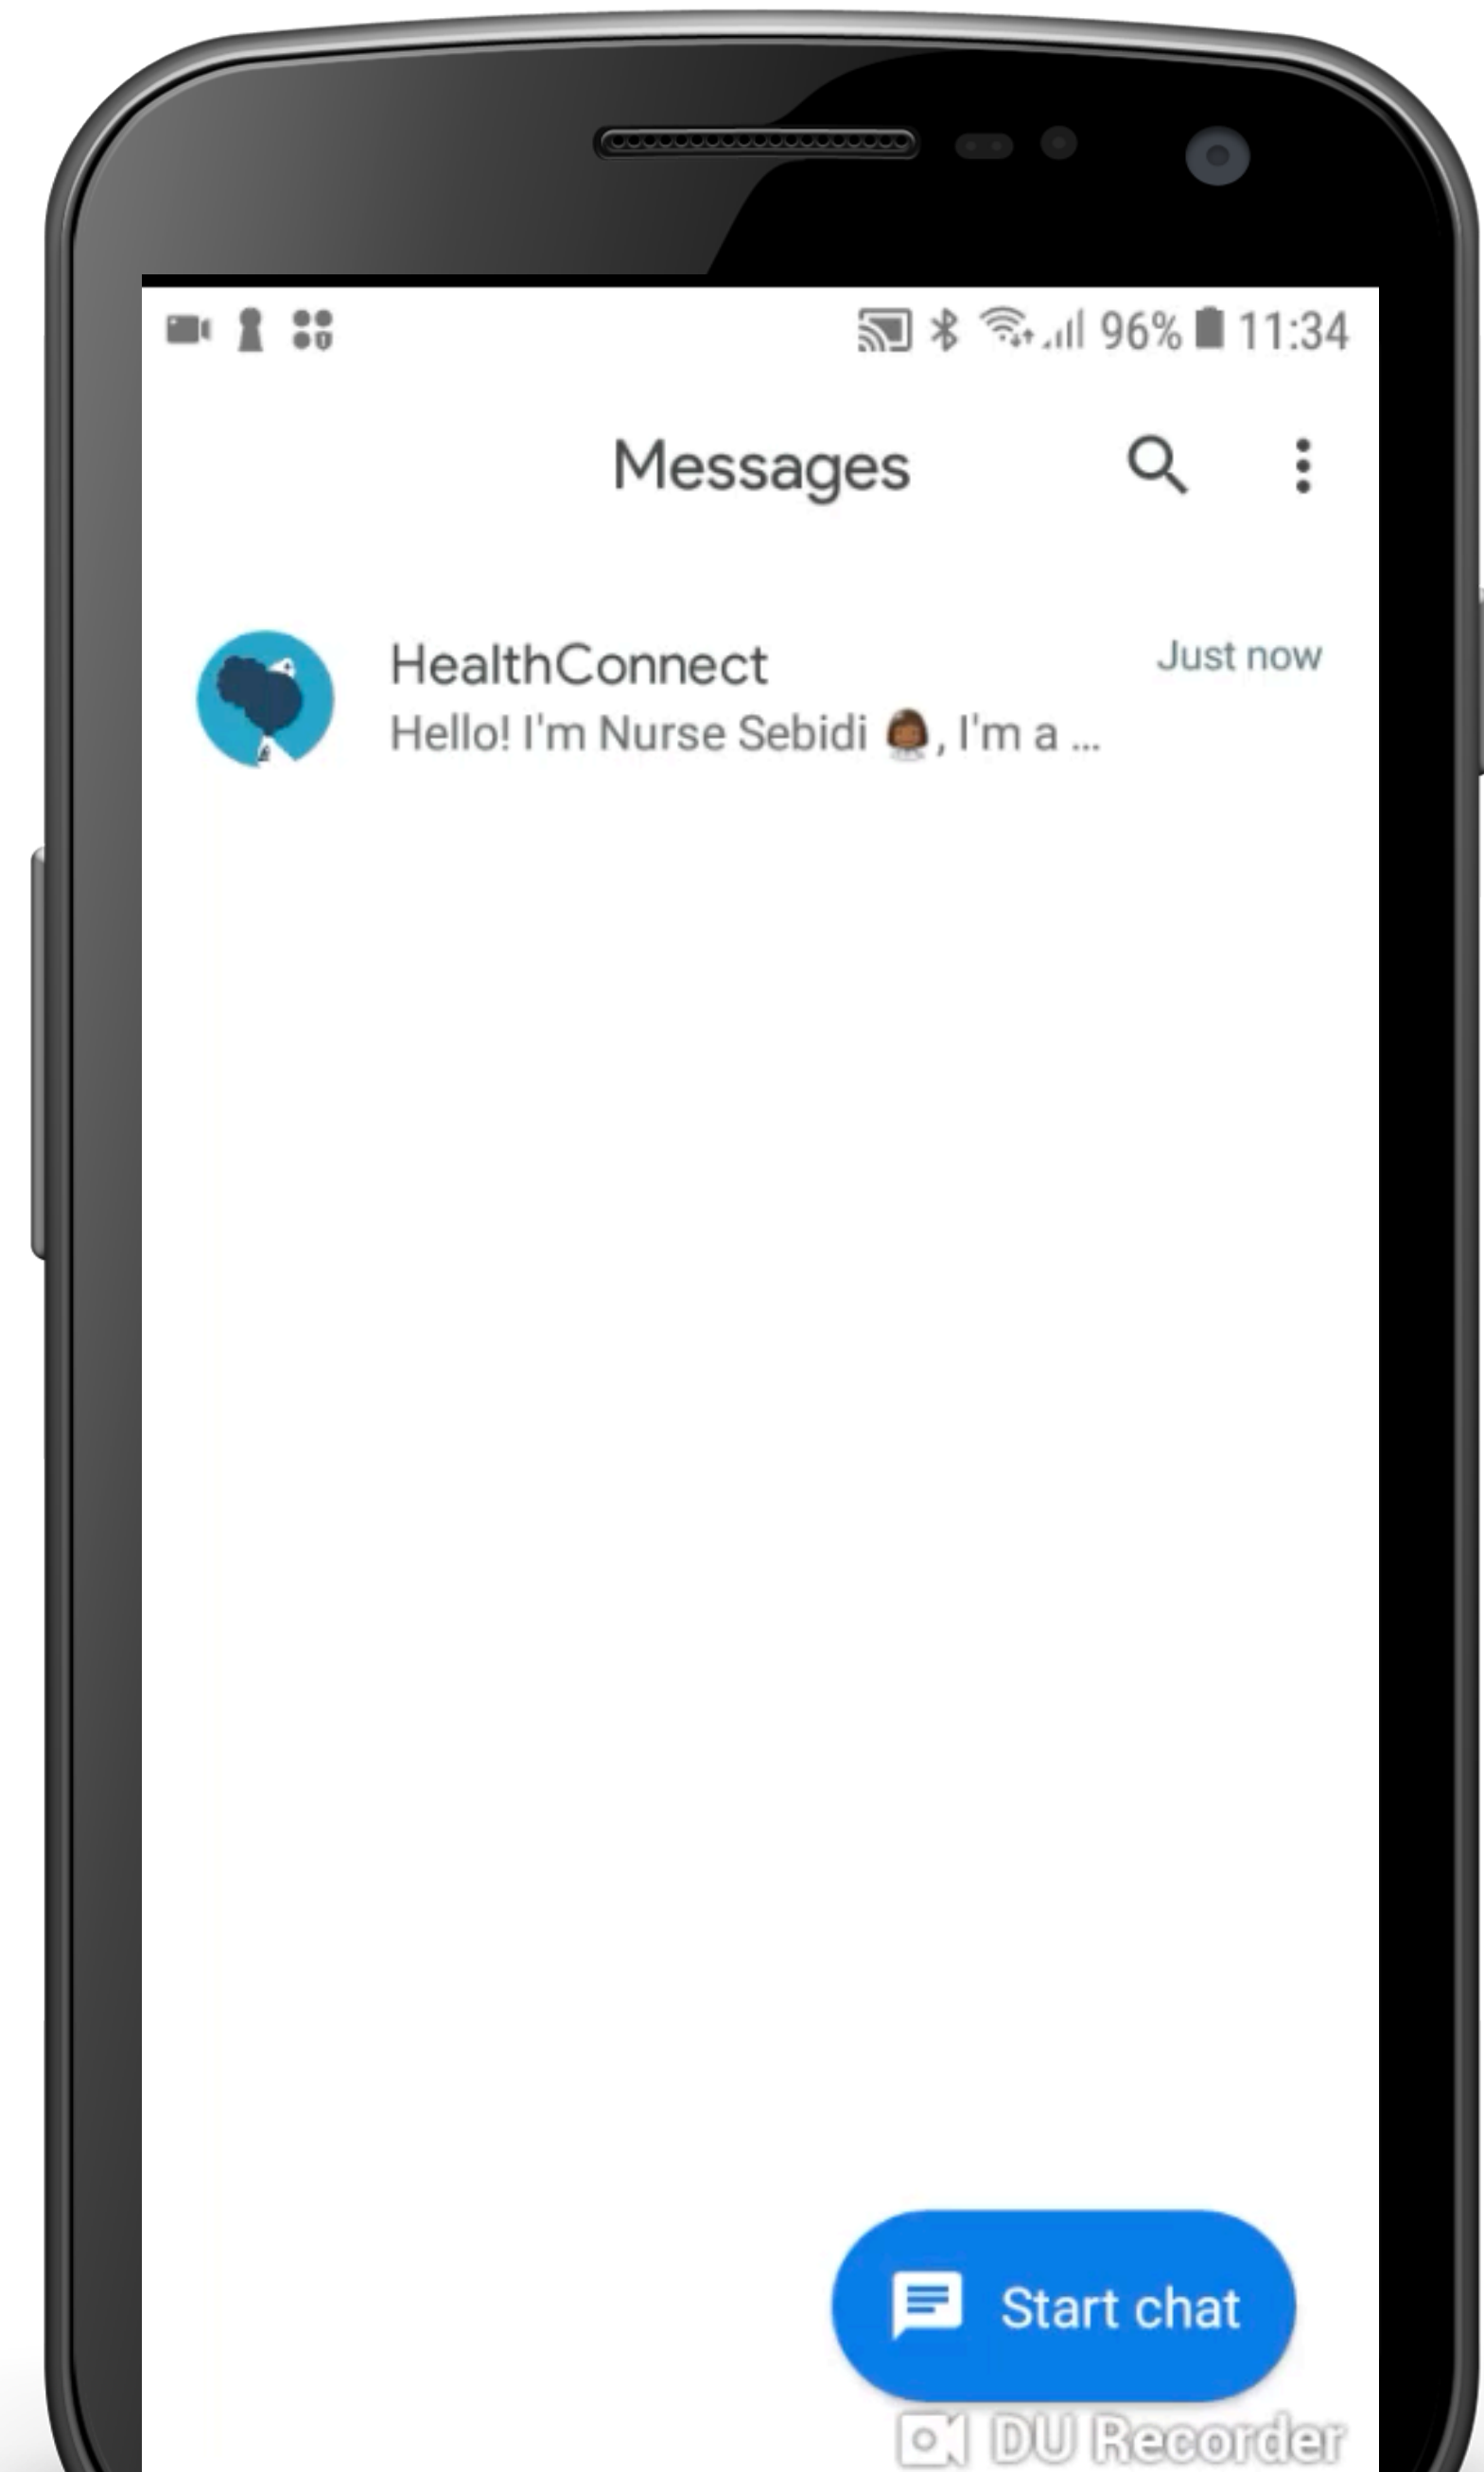 96% 11:34
Messages
HealthConnect
Just now
Hello! I'm Nurse Sebidi 👩🏾, I'm a ...
Start chat
DU Recorder